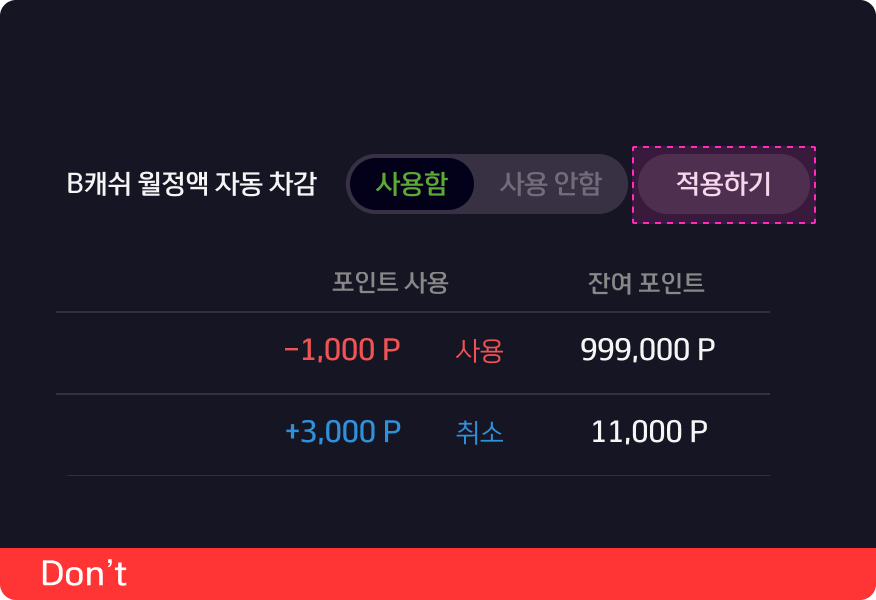 B캐쉬 월정액 자동 차감 사용함 사용 안함 적용하기
포인트 사용 잔여 포인트
-1,000 P 사용 999,000 P
+3,000 P 취소 11,000 P
Don't